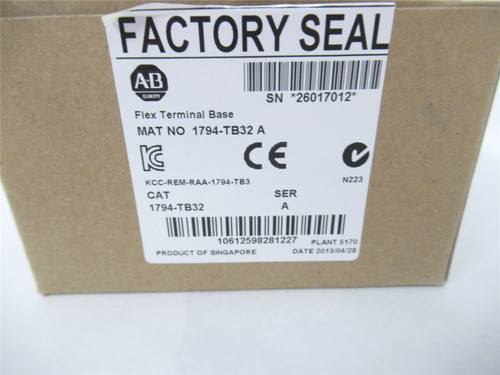 FACTORY SEAL
A-B
QUALITY
SN *26017012*
Flex Terminal Base
MAT NO 1794-TB32 A
KC
CE
N223
KCC-REM-RAA-1794-TB3
CAT SER
1794-TB32 A
10612598281227
PLANT 5170
PRODUCT OF SINGAPORE DATE 2013/04/28